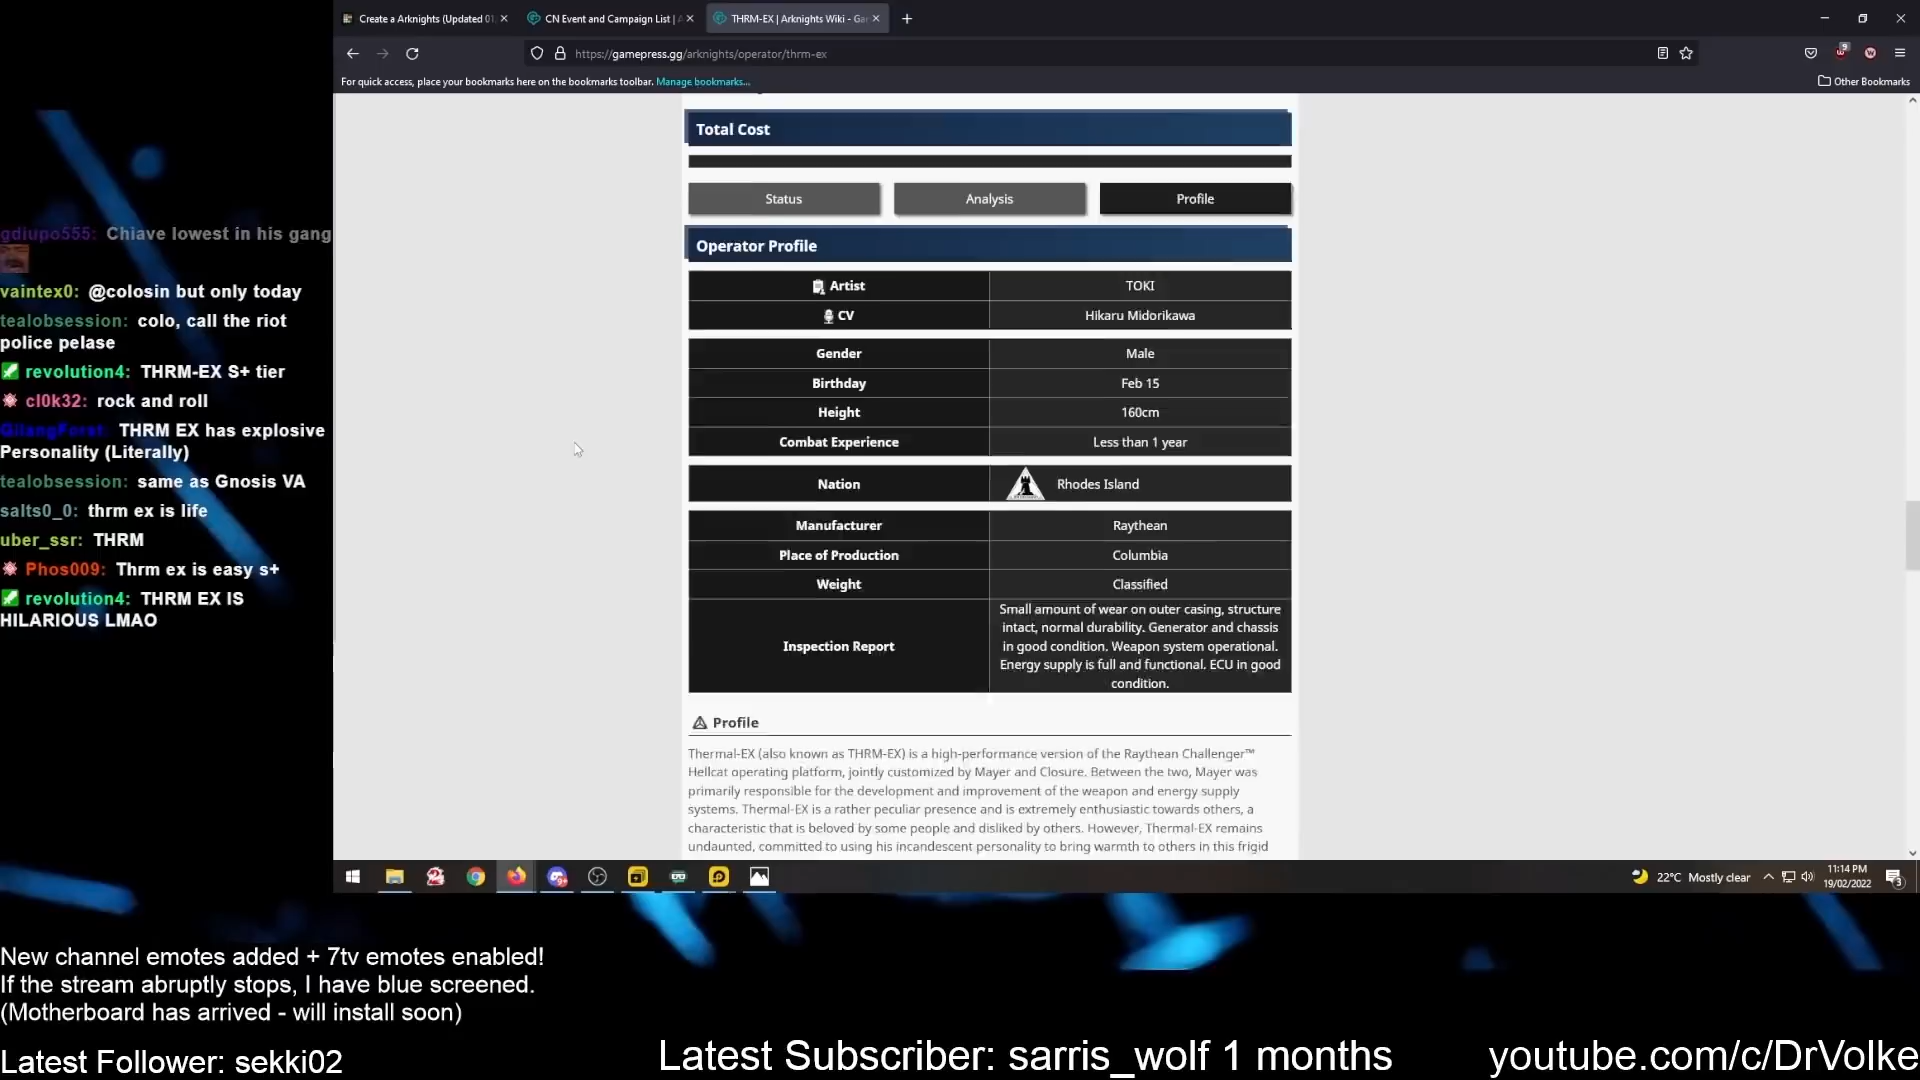 Create a Arknights (Updated 01
CN Event and Campaign List |
THRM-EX | Arknights Wiki - Ga
https://gamepress.gg/arknights/operator/thrm-ex
9
For quick access, place your bookmarks here on the bookmarks toolbar. Manage bookmarks...
Other Bookmarks
gdiupo555: Chiave lowest in his gang
vaintex0: @colosin but only today
tealobsession: colo, call the riot
police pelase
revolution4: THRM-EX S+ tier
cl0k32: rock and roll
GilangForst: THRM EX has explosive
Personality (Literally)
tealobsession: same as Gnosis VA
salts0_0: thrm ex is life
uber_ssr: THRM
Phos009: Thrm ex is easy s+
revolution4: THRM EX IS
HILARIOUS LMAO
Total Cost
Status
Analysis
Profile
Operator Profile
Artist TOKI
CV Hikaru Midorikawa
Gender Male
Birthday Feb 15
Height 160cm
Combat Experience Less than 1 year
Nation Rhodes Island
Manufacturer Raythean
Place of Production Columbia
Weight Classified
Inspection Report
Small amount of wear on outer casing, structure
intact, normal durability. Generator and chassis
in good condition. Weapon system operational.
Energy supply is full and functional. ECU in good
condition.
Profile
Thermal-EX (also known as THRM-EX) is a high-performance version of the Raythean Challenger™
Hellcat operating platform, jointly customized by Mayer and Closure. Between the two, Mayer was
primarily responsible for the development and improvement of the weapon and energy supply
systems. Thermal-EX is a rather peculiar presence and is extremely enthusiastic towards others, a
characteristic that is beloved by some people and disliked by others. However, Thermal-EX remains
undaunted, committed to using his incandescent personality to bring warmth to others in this frigid
22°C Mostly clear
11:14 PM
19/02/2022
3
New channel emotes added + 7tv emotes enabled!
If the stream abruptly stops, I have blue screened.
(Motherboard has arrived - will install soon)
Latest Follower: sekki02
Latest Subscriber: sarris_wolf 1 months
youtube.com/c/DrVolke